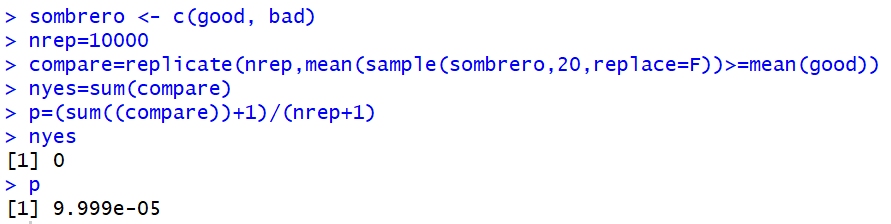 > sombrero <- c(good, bad)
> nrep=10000
> compare=replicate(nrep,mean(sample(sombrero,20,replace=F))>=mean(good))
> nyes=sum(compare)
> p=(sum((compare))+1)/(nrep+1)
> nyes
[1] 0
> p
[1] 9.999e-05